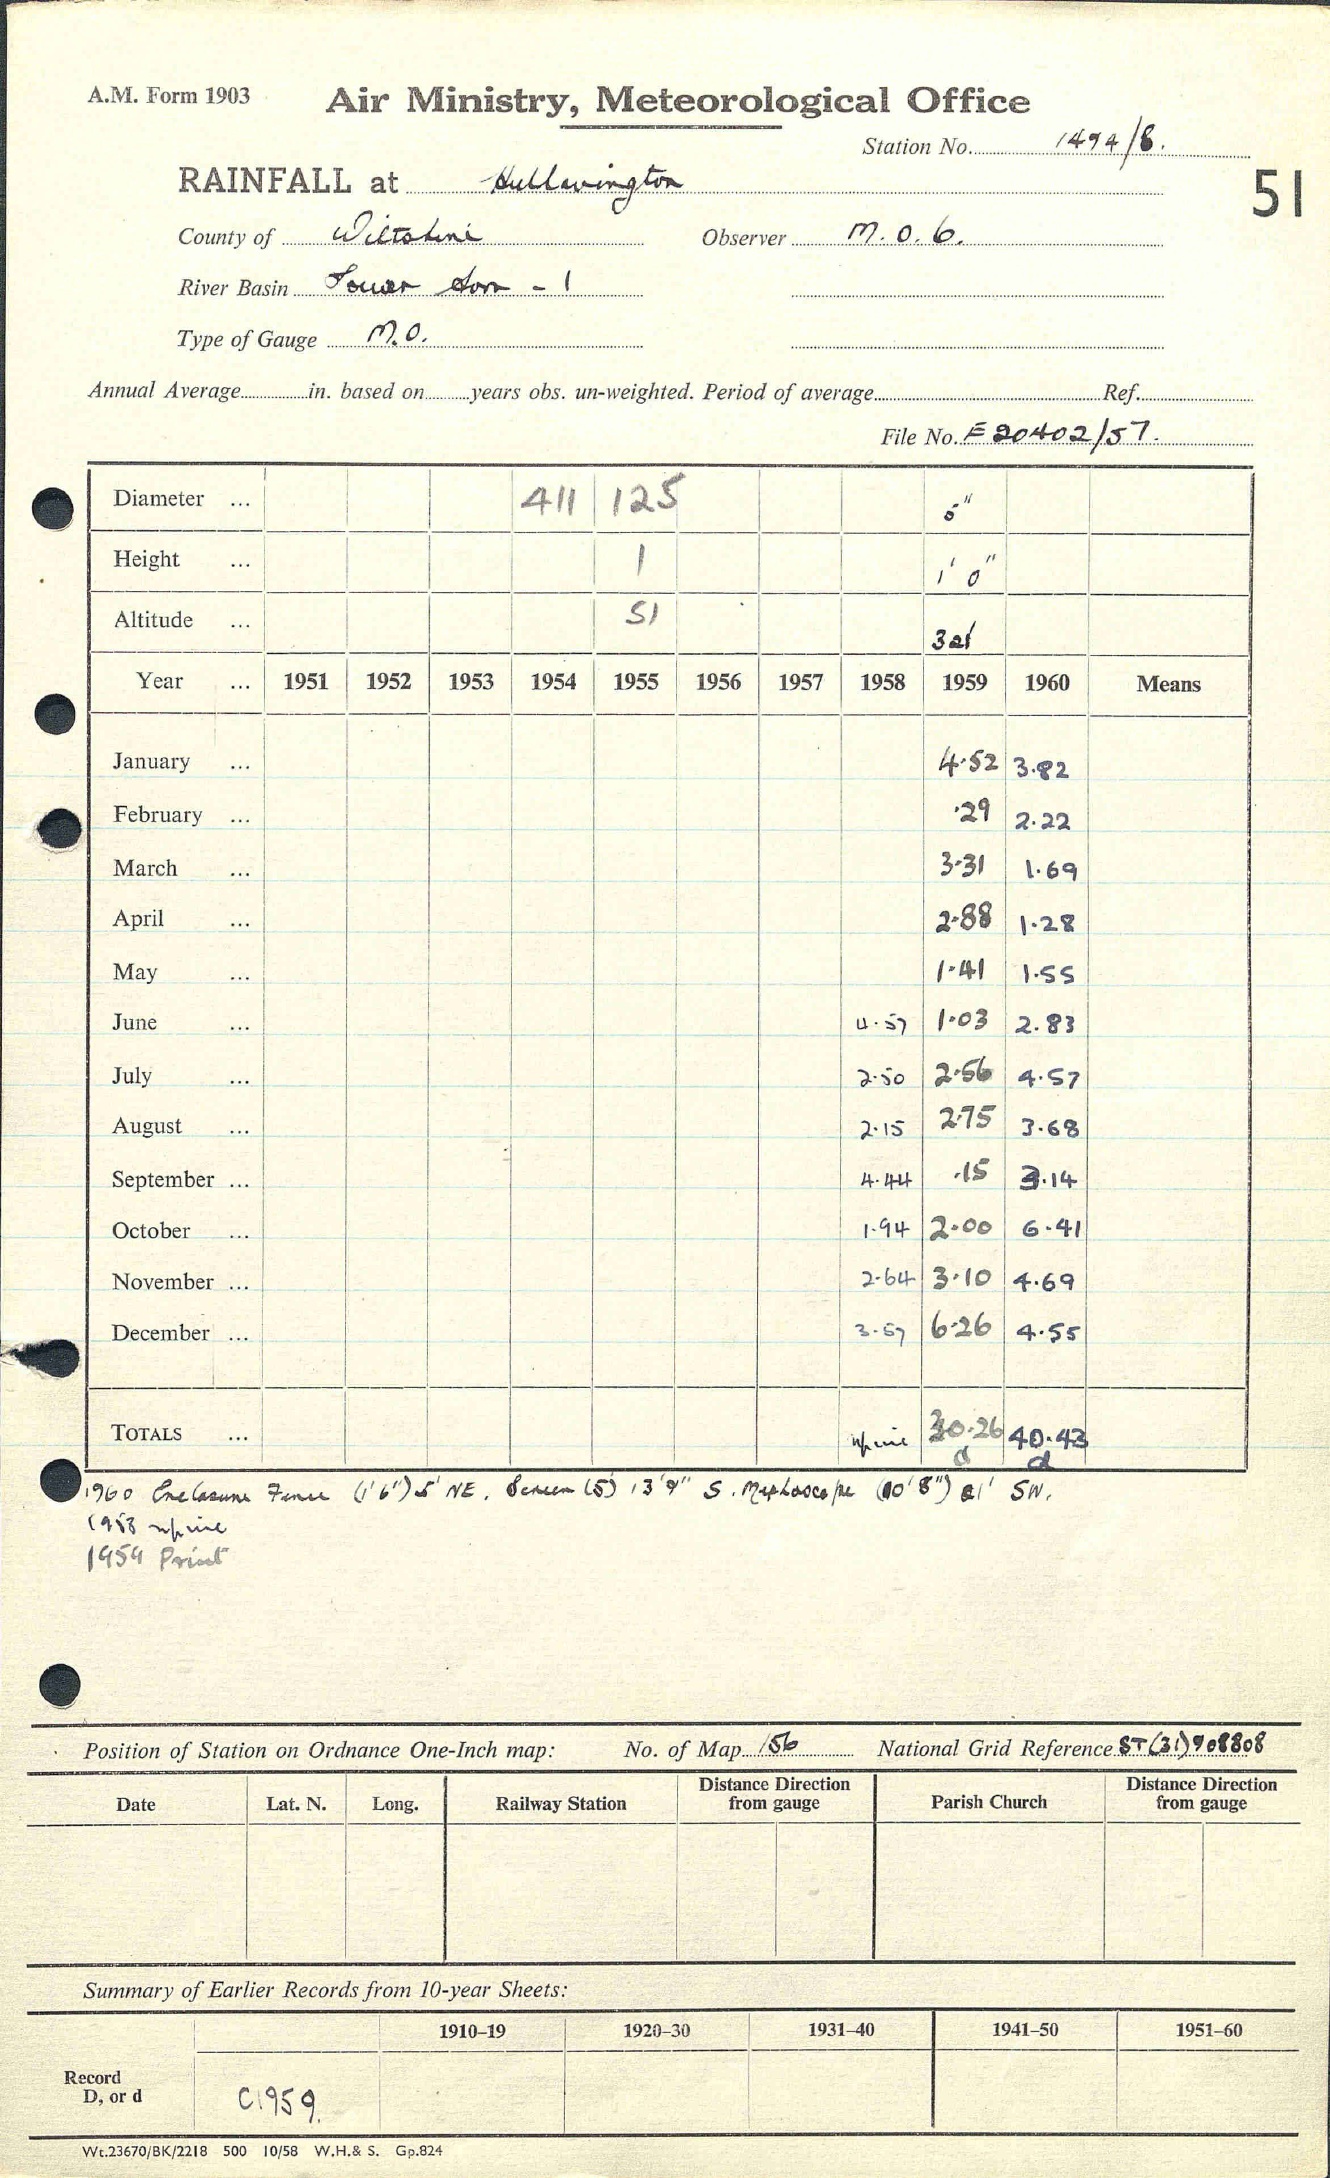 A.M. Form 1903 Air Ministry, Meteorological Office
Station No. 1494/8.
RAINFALL at Hullavington
51
County of Wiltshire Observer M.O.6.
River Basin Avon - 1
Type of Gauge M.O.
Annual Average in. based on years obs. un-weighted. Period of average Ref.
File No. E20402/57.
Diameter ... 411 125 5"
Height ... 1 1' 0"
Altitude ... 51 321
Year ... 1951 1952 1953 1954 1955 1956 1957 1958 1959 1960 Means
January ... 4.52 3.82
February ... .29 2.22
March ... 3.31 1.69
April ... 2.88 1.28
May ... 1.41 1.55
June ... 4.57 1.03 2.83
July ... 2.50 2.56 4.57
August ... 2.15 2.75 3.68
September ... 4.44 .15 3.14
October ... 1.94 2.00 6.41
November ... 2.64 3.10 4.69
December ... 3.57 6.26 4.55
TOTALS ... 30.26 40.43
d d
1960 Enclosure Fence (1'6") 5' NE. Screen (5') 13'9" S. Nephoscope (10'8") 21' SW.
1958
1959 Print
Position of Station on Ordnance One-Inch map: No. of Map 156 National Grid Reference ST(31)908808
Date Lat. N. Long. Railway Station Distance Direction from gauge Parish Church Distance Direction from gauge
Summary of Earlier Records from 10-year Sheets:
1910–19 1920–30 1931–40 1941–50 1951–60
Record
D, or d C1959.
Wt.23670/BK/2218 500 10/58 W.H.& S. Gp.824